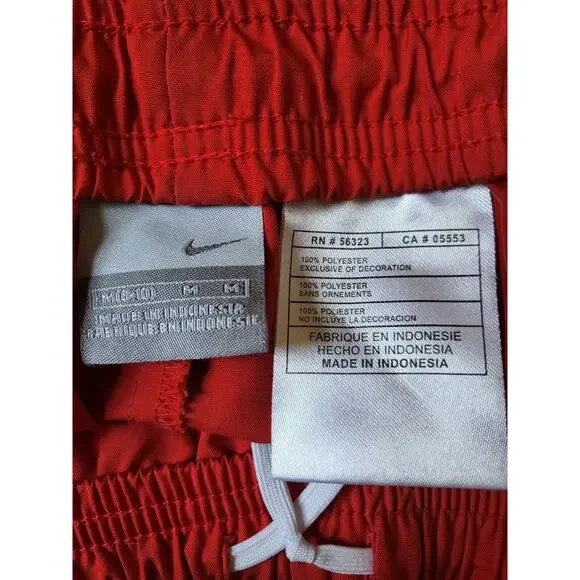 M(8-10) M M
MADE IN INDONESIA
FABRIQUE EN INDONESIE
RN # 56323 CA # 05553
100% POLYESTER
EXCLUSIVE OF DECORATION
100% POLYESTER
SANS ORNEMENTS
100% POLIESTER
NO INCLUYE LA DECORACION
FABRIQUE EN INDONESIE
HECHO EN INDONESIA
MADE IN INDONESIA